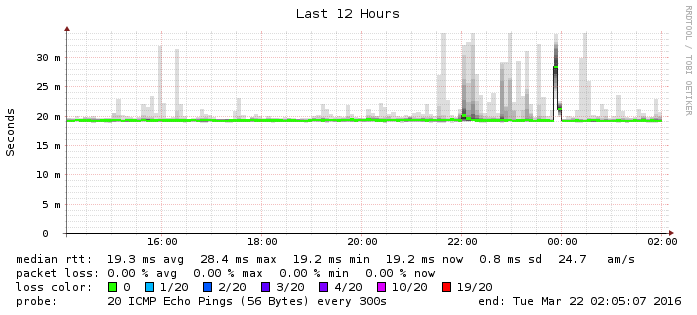 Last 12 Hours
RRDTOOL / TOBI OETIKER
Seconds
30 m
25 m
20 m
15 m
10 m
5 m
0
16:00 18:00 20:00 22:00 00:00 02:00
median rtt: 19.3 ms avg 28.4 ms max 19.2 ms min 19.2 ms now 0.8 ms sd 24.7 am/s
packet loss: 0.00 % avg 0.00 % max 0.00 % min 0.00 % now
loss color: 0 1/20 2/20 3/20 4/20 10/20 19/20
probe: 20 ICMP Echo Pings (56 Bytes) every 300s end: Tue Mar 22 02:05:07 2016